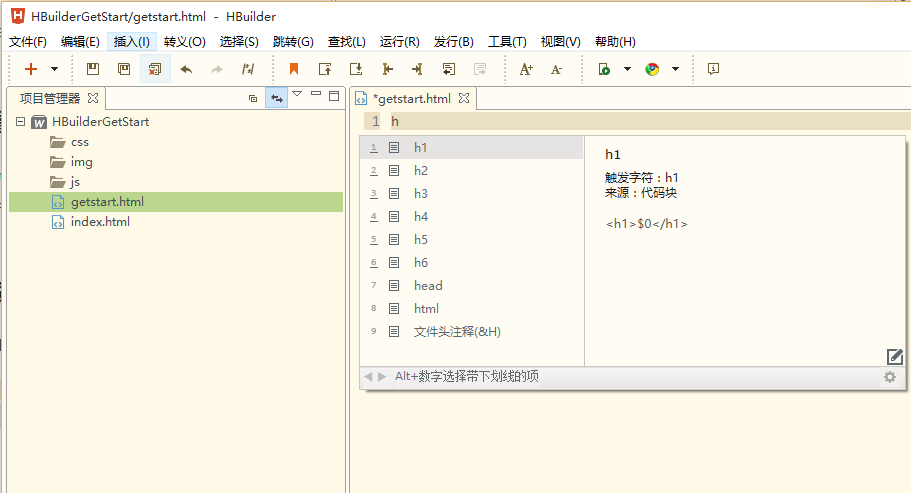 HBuilderGetStart/getstart.html - HBuilder
文件(F) 编辑(E) 插入(I) 转义(O) 选择(S) 跳转(G) 查找(L) 运行(R) 发行(B) 工具(T) 视图(V) 帮助(H)
/*/ A+ A-
项目管理器
*getstart.html
W HBuilderGetStart
css
img
js
getstart.html
index.html
1 h
1 h1
2 h2
3 h3
4 h4
5 h5
6 h6
7 head
8 html
9 文件头注释(&H)
h1
触发字符：h1
来源：代码块
<h1>$0</h1>
Alt+数字选择带下划线的项